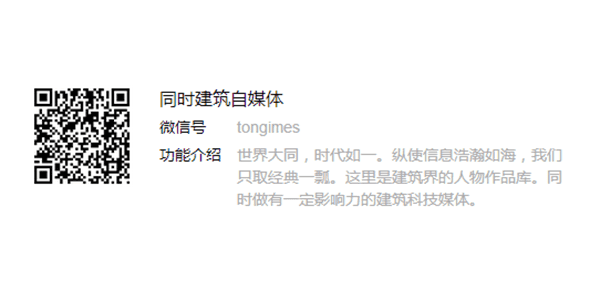 同时建筑自媒体
微信号 tongimes
功能介绍 世界大同，时代如一。纵使信息浩瀚如海，我们
只取经典一瓢。这里是建筑界的人物作品库。同
时做有一定影响力的建筑科技媒体。